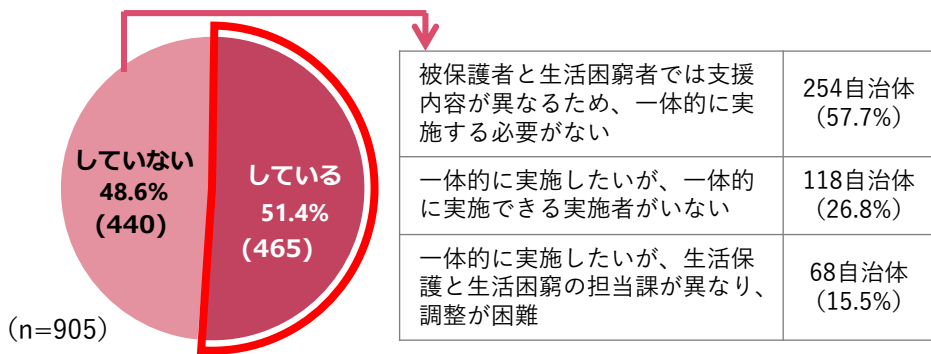 していない
48.6%
(440)
している
51.4%
(465)
（n=905）
被保護者と生活困窮者では支援
内容が異なるため、一体的に実
施する必要がない
254自治体
（57.7%）
一体的に実施したいが、一体的
に実施できる実施者がいない
118自治体
（26.8%）
一体的に実施したいが、生活保
護と生活困窮の担当課が異なり、
調整が困難
68自治体
（15.5%）